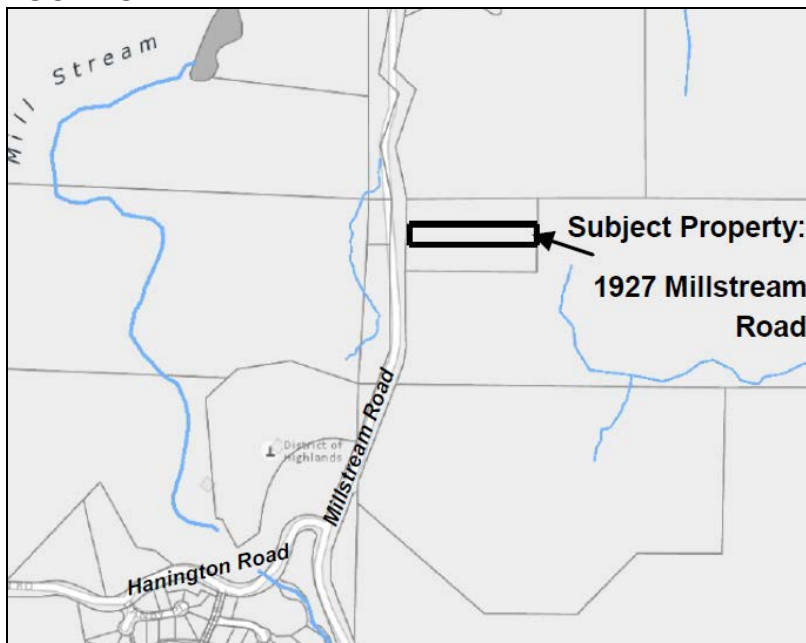 Mill Stream
Subject Property:
1927 Millstream
Road
Millstream Road
District of
Highlands
Hanington Road